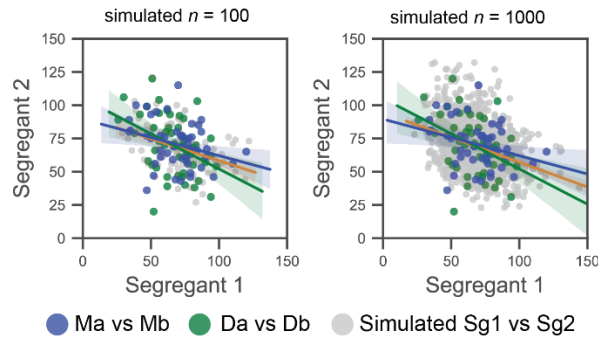 simulated n = 100
simulated n = 1000
Segregant 2
150
125
100
75
50
25
0
0
50
100
150
Segregant 1
Segregant 2
150
125
100
75
50
25
0
0
50
100
150
Segregant 1
Ma vs Mb
Da vs Db
Simulated Sg1 vs Sg2